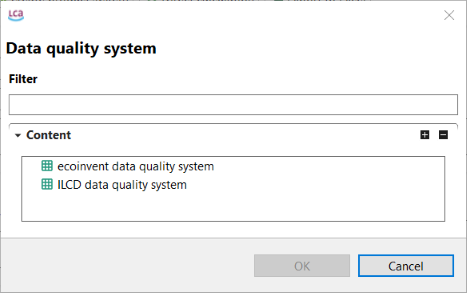 LCA
Data quality system
Filter
Content
ecoinvent data quality system
ILCD data quality system
OK
Cancel